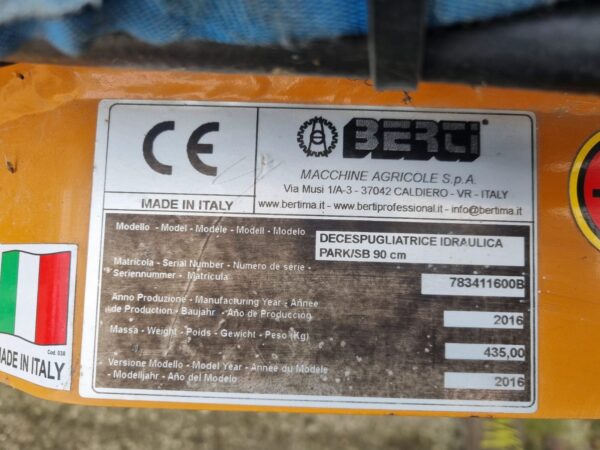 CE
BERTI
MACCHINE AGRICOLE S.p.A.
Via Musi 1/A-3 - 37042 CALDIERO - VR - ITALY
MADE IN ITALY
www.bertima.it - www.bertiprofessional.it - info@bertima.it
Modello - Model - Modèle - Modell - Modelo
DECESPUGLIATRICE IDRAULICA
PARK/SB 90 cm
Matricola - Serial Number - Numero de série -
Seriennummer - Matrícula
783411600B
Anno Produzione - Manufacturing Year - Année
de Production - Baujahr - Año de Producción
2016
Massa - Weight - Poids - Gewicht - Peso (Kg)
435,00
Versione Modello - Model Year - Année du Modèle
- Modelljahr - Año del Modelo
2016
MADE IN ITALY
Cod. 038